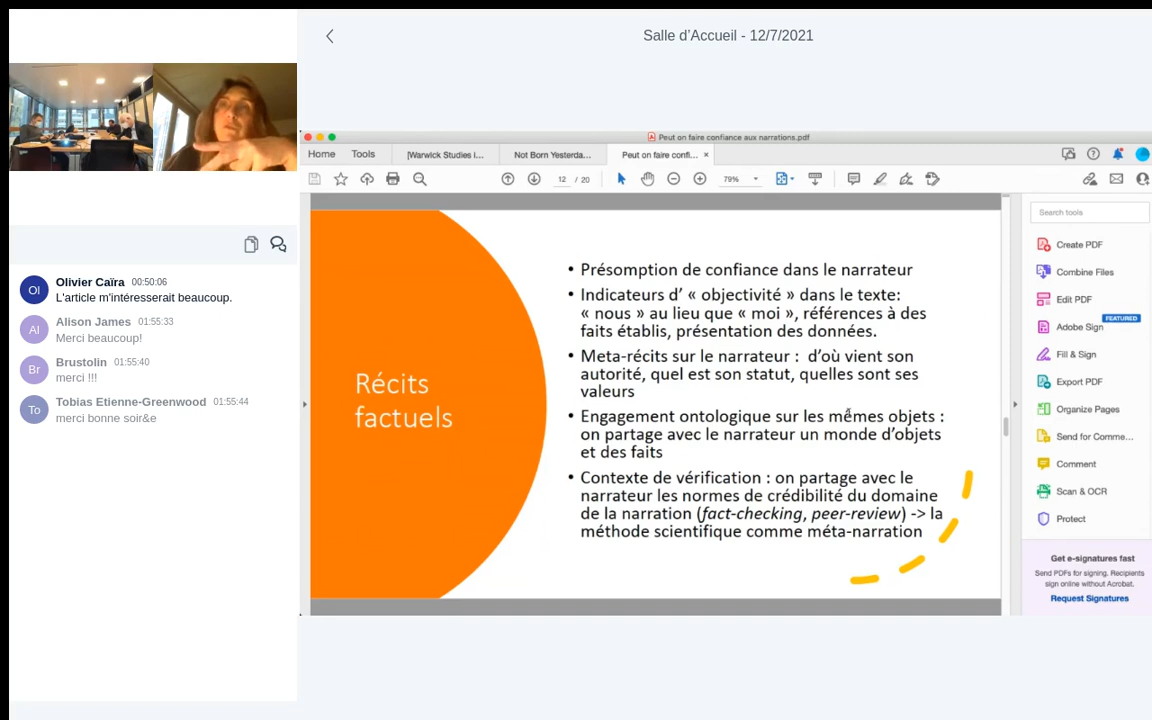 Salle d'Accueil - 12/7/2021
Peut on faire confiance aux narrations.pdf
Home
Tools
[Warwick Studies i...
Not Born Yesterda...
Peut on faire confi... ×
12 / 20
79%
Ol
Olivier Caïra 00:50:06
L'article m'intéresserait beaucoup.
Al
Alison James 01:55:33
Merci beaucoup!
Br
Brustolin 01:55:40
merci !!!
To
Tobias Etienne-Greenwood 01:55:44
merci bonne soir&e
Récits
factuels
• Présomption de confiance dans le narrateur
• Indicateurs d' « objectivité » dans le texte:
« nous » au lieu que « moi », références à des
faits établis, présentation des données.
• Meta-récits sur le narrateur : d'où vient son
autorité, quel est son statut, quelles sont ses
valeurs
• Engagement ontologique sur les mêmes objets :
on partage avec le narrateur un monde d'objets
et des faits
• Contexte de vérification : on partage avec le
narrateur les normes de crédibilité du domaine
de la narration (fact-checking, peer-review) -> la
méthode scientifique comme méta-narration
Search tools
Create PDF
Combine Files
Edit PDF
FEATURED
Adobe Sign
Fill & Sign
Export PDF
Organize Pages
Send for Comme...
Comment
Scan & OCR
Protect
Get e-signatures fast
Send PDFs for signing. Recipients
sign online without Acrobat.
Request Signatures